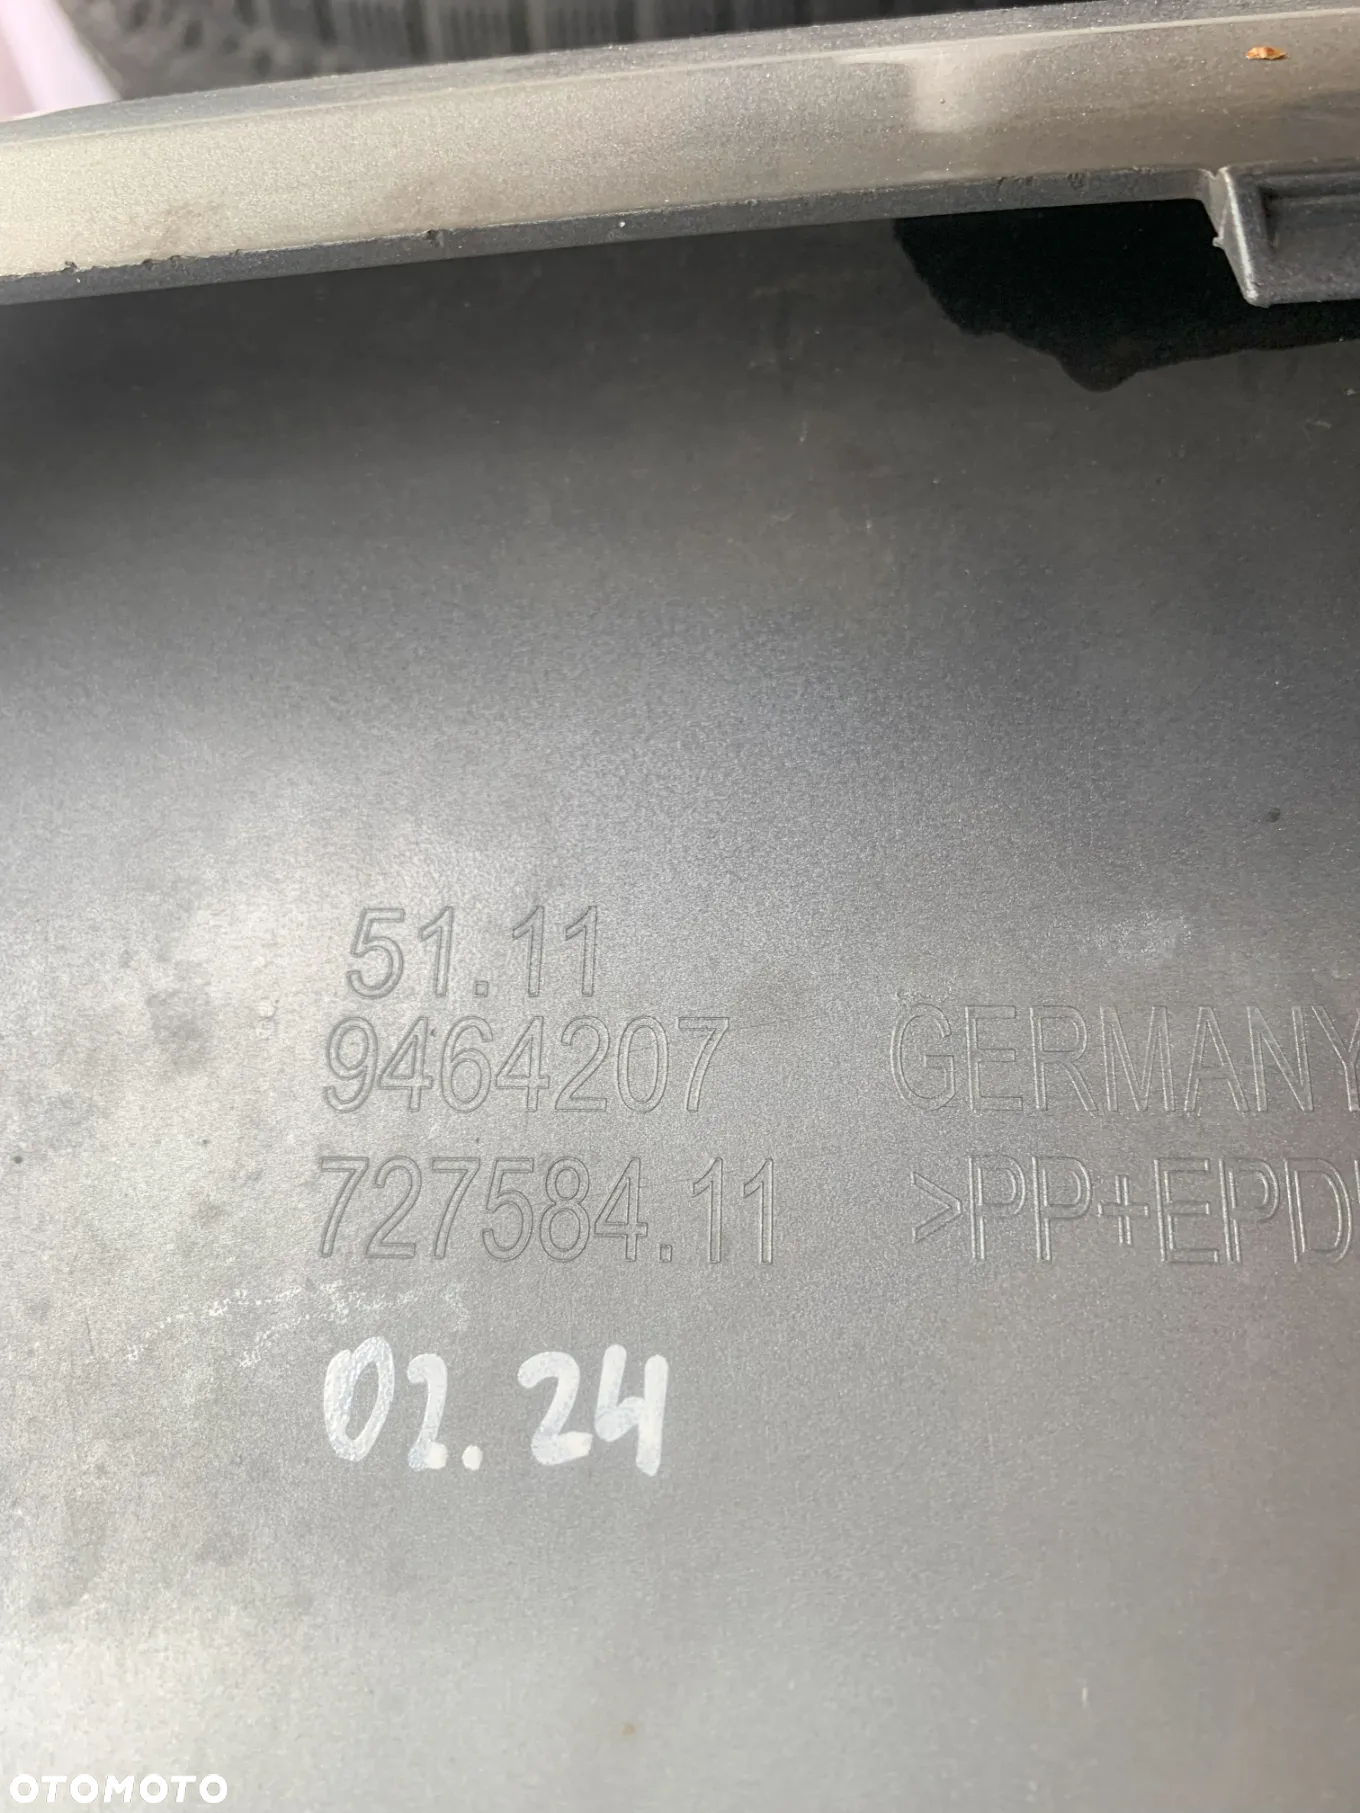 51.11
9464207 GERMANY
727584.11 >PP+EPD
02.24
OTOMOTO